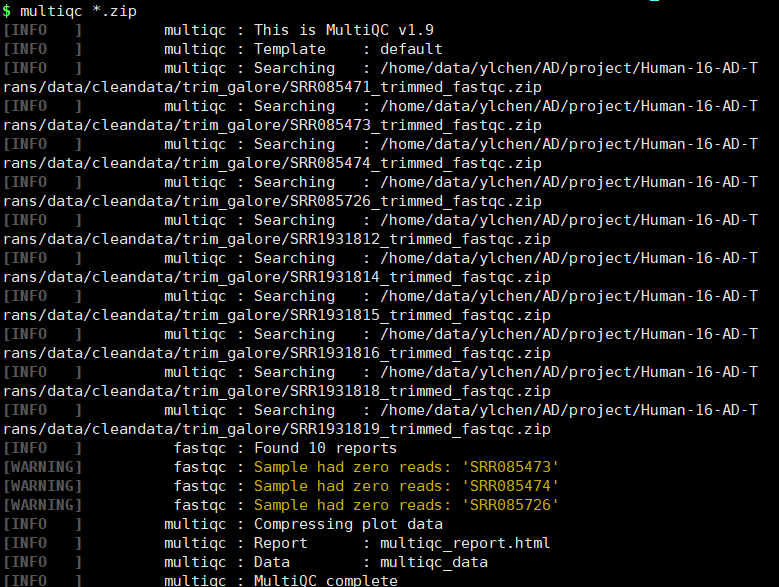 $ multiqc *.zip
[INFO   ]         multiqc : This is MultiQC v1.9
[INFO   ]         multiqc : Template    : default
[INFO   ]         multiqc : Searching   : /home/data/ylchen/AD/project/Human-16-AD-T
rans/data/cleandata/trim_galore/SRR085471_trimmed_fastqc.zip
[INFO   ]         multiqc : Searching   : /home/data/ylchen/AD/project/Human-16-AD-T
rans/data/cleandata/trim_galore/SRR085473_trimmed_fastqc.zip
[INFO   ]         multiqc : Searching   : /home/data/ylchen/AD/project/Human-16-AD-T
rans/data/cleandata/trim_galore/SRR085474_trimmed_fastqc.zip
[INFO   ]         multiqc : Searching   : /home/data/ylchen/AD/project/Human-16-AD-T
rans/data/cleandata/trim_galore/SRR085726_trimmed_fastqc.zip
[INFO   ]         multiqc : Searching   : /home/data/ylchen/AD/project/Human-16-AD-T
rans/data/cleandata/trim_galore/SRR1931812_trimmed_fastqc.zip
[INFO   ]         multiqc : Searching   : /home/data/ylchen/AD/project/Human-16-AD-T
rans/data/cleandata/trim_galore/SRR1931814_trimmed_fastqc.zip
[INFO   ]         multiqc : Searching   : /home/data/ylchen/AD/project/Human-16-AD-T
rans/data/cleandata/trim_galore/SRR1931815_trimmed_fastqc.zip
[INFO   ]         multiqc : Searching   : /home/data/ylchen/AD/project/Human-16-AD-T
rans/data/cleandata/trim_galore/SRR1931816_trimmed_fastqc.zip
[INFO   ]         multiqc : Searching   : /home/data/ylchen/AD/project/Human-16-AD-T
rans/data/cleandata/trim_galore/SRR1931818_trimmed_fastqc.zip
[INFO   ]         multiqc : Searching   : /home/data/ylchen/AD/project/Human-16-AD-T
rans/data/cleandata/trim_galore/SRR1931819_trimmed_fastqc.zip
[INFO   ]          fastqc : Found 10 reports
[WARNING]          fastqc : Sample had zero reads: 'SRR085473'
[WARNING]          fastqc : Sample had zero reads: 'SRR085474'
[WARNING]          fastqc : Sample had zero reads: 'SRR085726'
[INFO   ]         multiqc : Compressing plot data
[INFO   ]         multiqc : Report      : multiqc_report.html
[INFO   ]         multiqc : Data        : multiqc_data
[INFO   ]         multiqc : MultiQC complete